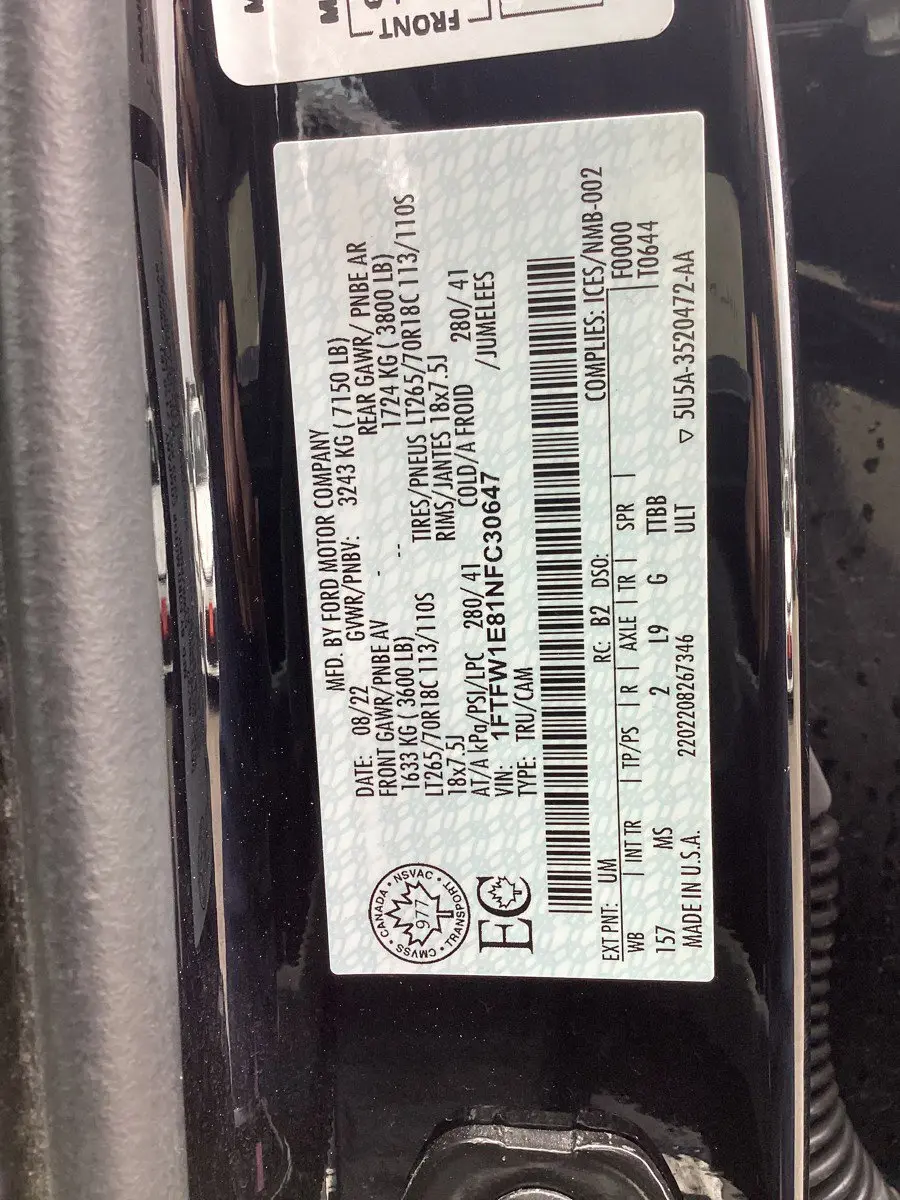 FRONT
MFD. BY FORD MOTOR COMPANY
DATE: 08/22 GVWR/PNBV: 3243 KG ( 7150 LB)
FRONT GAWR/PNBE AV REAR GAWR/ PNBE AR
1633 KG ( 3600 LB) - -- 1724 KG ( 3800 LB)
LT265/70R18C 113/110S TIRES/PNEUS LT265/70R18C 113/110S
18x7.5J RIMS/JANTES 18x7.5J
AT/A kPa/PSI/LPC 280/ 41 COLD/A FROID 280/ 41
VIN: 1FTFW1E81NFC30647 /JUMELEES
TYPE: TRU/CAM
CANADA • NSVAC • TRANSPORT • CMVSS •
977
EC
EXT PNT: UM RC: B2 DSO: COMPLIES: ICES/NMB-002
WB | INT TR | TP/PS | R | AXLE | TR | SPR | F0000
157 MS 2 L9 G TTBB T0644
ULT
MADE IN U.S.A. 2202208267346 ▽ 5U5A-3520472-AA